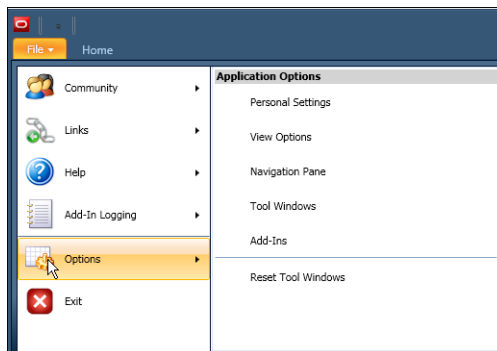 File
Home
Community
Links
Help
Add-In Logging
Options
Exit
Application Options
Personal Settings
View Options
Navigation Pane
Tool Windows
Add-Ins
Reset Tool Windows